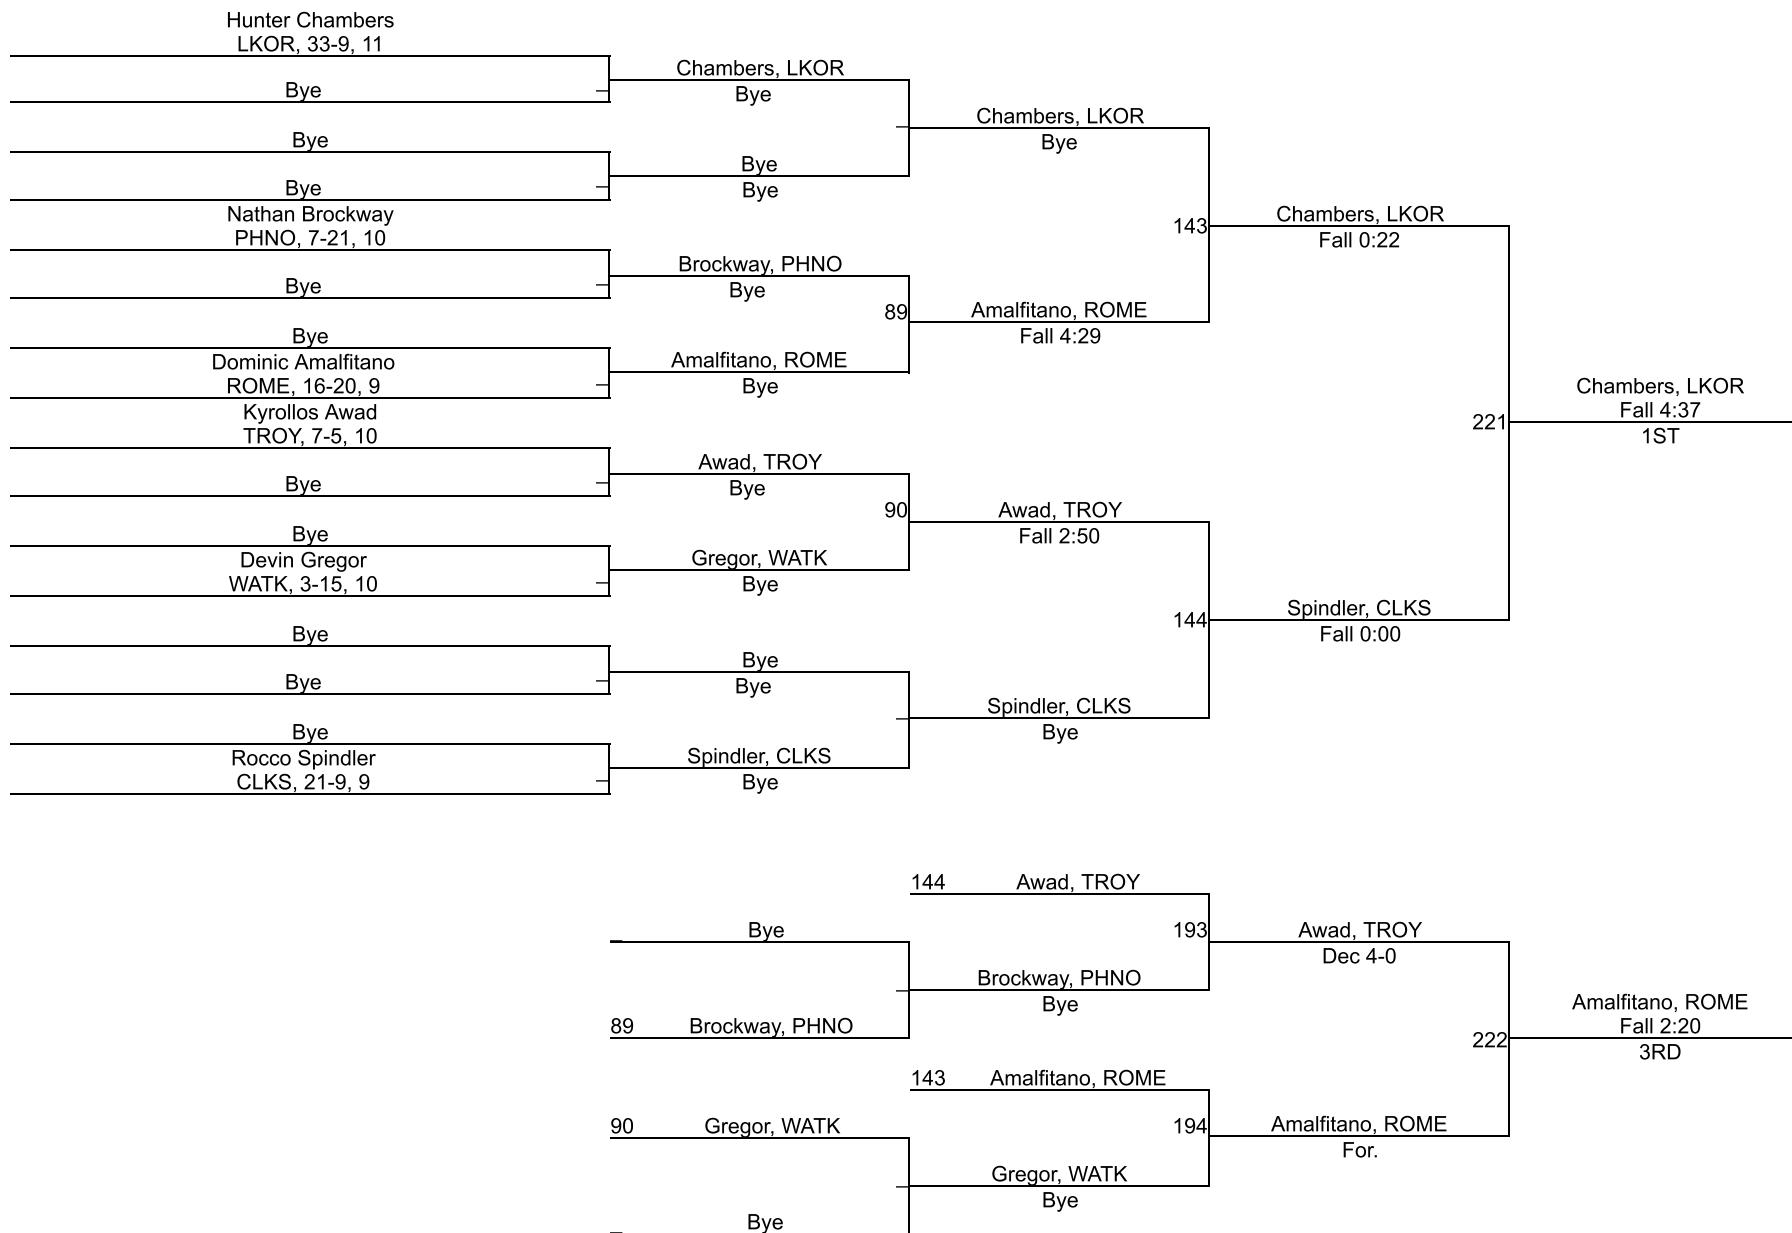 Hunter Chambers
LKOR, 33-9, 11
Bye
Bye
Bye
Nathan Brockway
PHNO, 7-21, 10
Bye
Bye
Dominic Amalfitano
ROME, 16-20, 9
Kyrollos Awad
TROY, 7-5, 10
Bye
Bye
Devin Gregor
WATK, 3-15, 10
Bye
Bye
Bye
Rocco Spindler
CLKS, 21-9, 9
Chambers, LKOR
Bye
Bye
Bye
Brockway, PHNO
Bye
Amalfitano, ROME
Bye
Awad, TROY
Bye
Gregor, WATK
Bye
Bye
Bye
Spindler, CLKS
Bye
Chambers, LKOR
Bye
89
Amalfitano, ROME
Fall 4:29
90
Awad, TROY
Fall 2:50
Spindler, CLKS
Bye
143
Chambers, LKOR
Fall 0:22
144
Spindler, CLKS
Fall 0:00
221
Chambers, LKOR
Fall 4:37
1ST
Bye
89
Brockway, PHNO
90
Gregor, WATK
Bye
144
Awad, TROY
Brockway, PHNO
Bye
143
Amalfitano, ROME
Gregor, WATK
Bye
193
Awad, TROY
Dec 4-0
194
Amalfitano, ROME
For.
222
Amalfitano, ROME
Fall 2:20
3RD